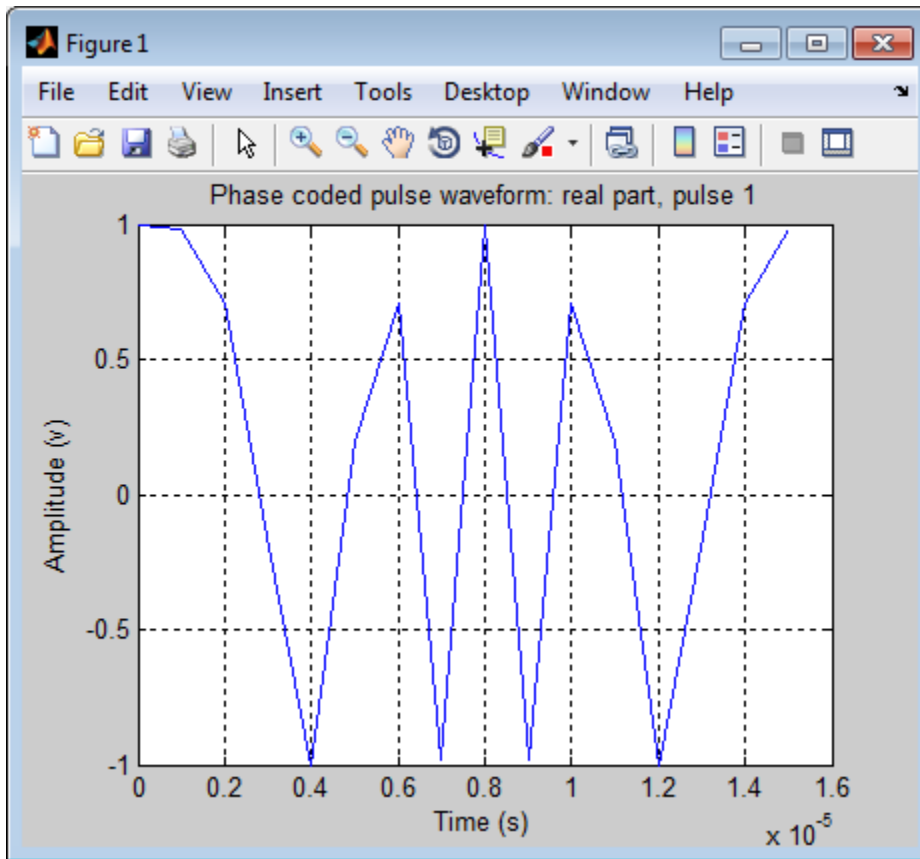 Figure 1
File Edit View Insert Tools Desktop Window Help
Phase coded pulse waveform: real part, pulse 1
1
0.5
0
-0.5
-1
Amplitude (v)
0 0.2 0.4 0.6 0.8 1 1.2 1.4 1.6
Time (s)
x 10^-5